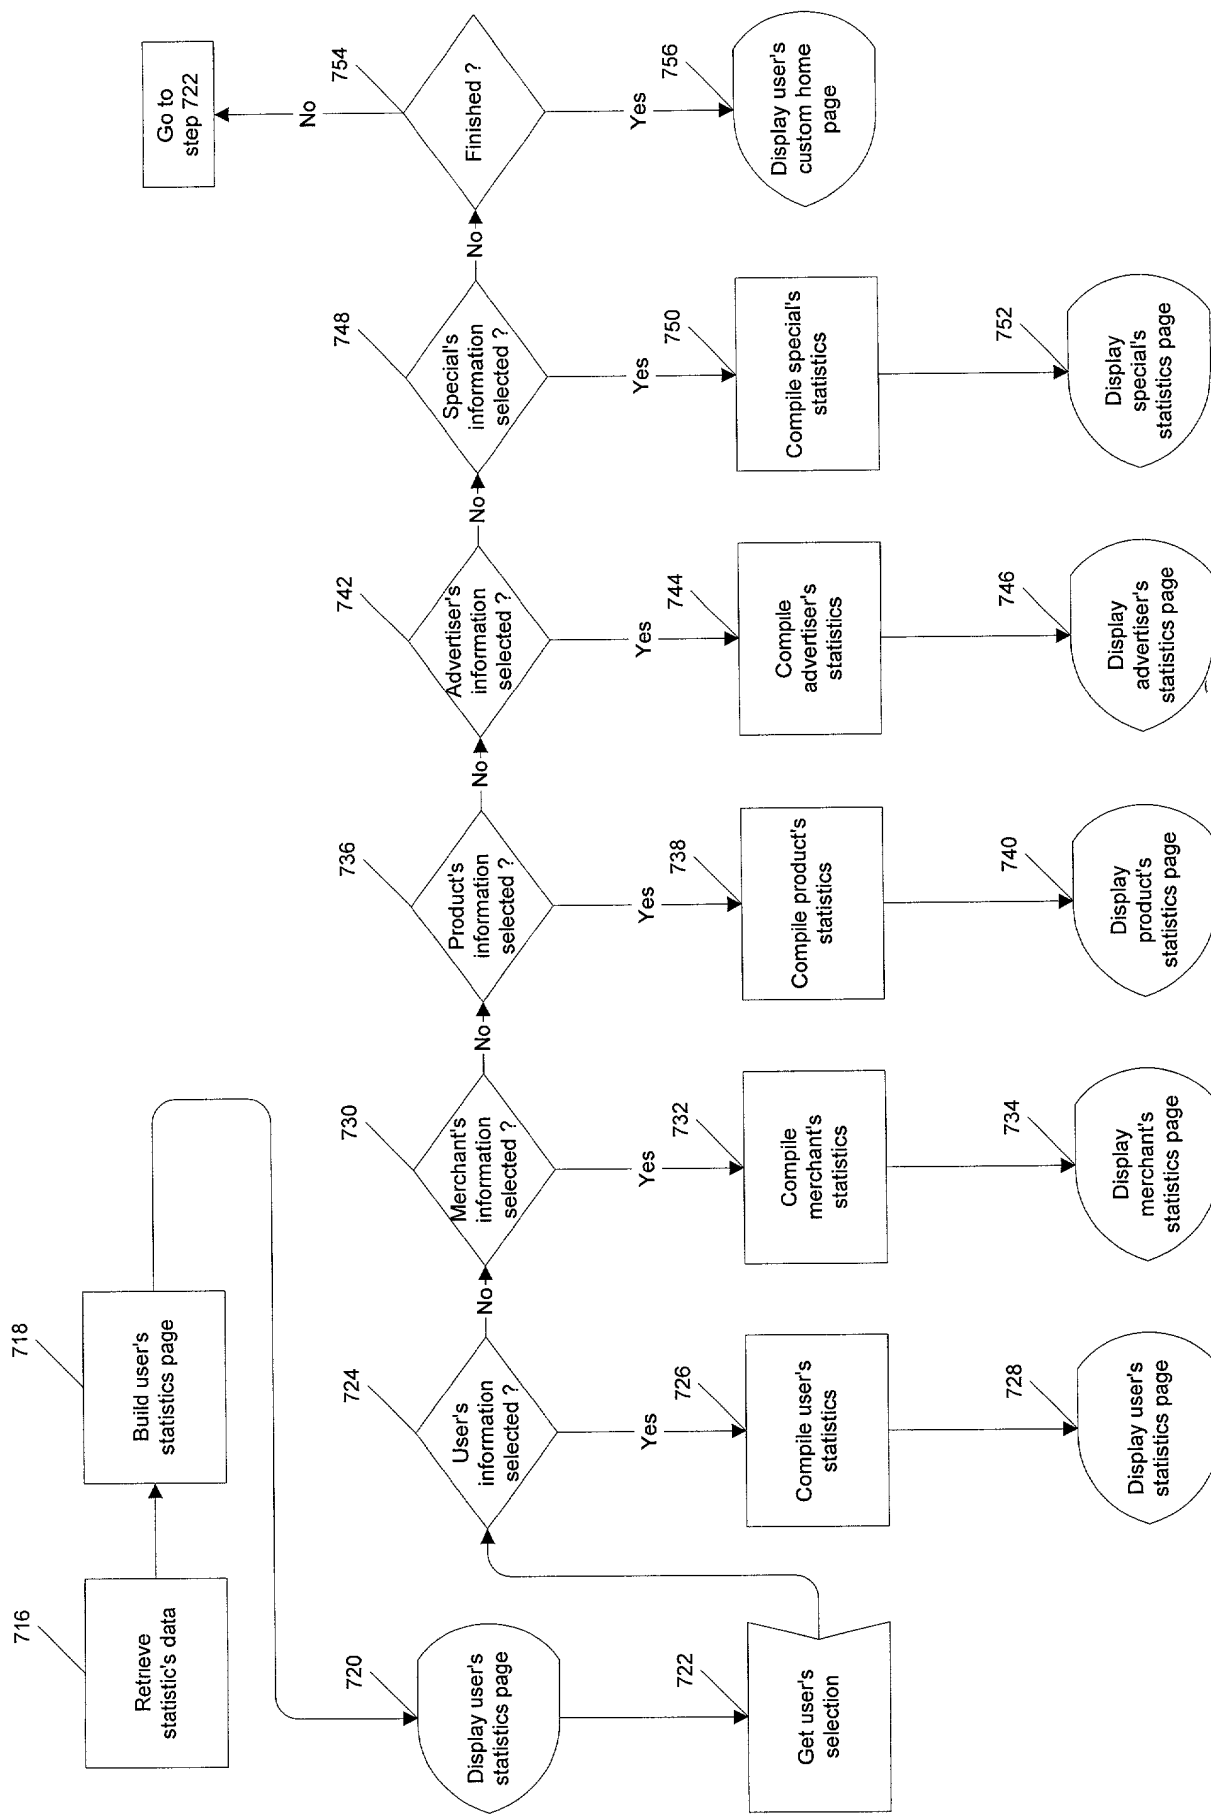 716
Retrieve
statistic's data
718
Build user's
statistics page
720
Display user's
statistics page
722
Get user's
selection
724
User's
information
selected ?
No
Yes
726
Compile user's
statistics
728
Display user's
statistics page
730
Merchant's
information
selected ?
No
Yes
732
Compile
merchant's
statistics
734
Display
merchant's
statistics page
736
Product's
information
selected ?
No
Yes
738
Compile product's
statistics
740
Display
product's
statistics page
742
Advertiser's
information
selected ?
No
Yes
744
Compile
advertiser's
statistics
746
Display
advertiser's
statistics page
748
Special's
information
selected ?
No
Yes
750
Compile special's
statistics
752
Display
special's
statistics page
754
Finished ?
No
Go to
step 722
Yes
756
Display user's
custom home
page